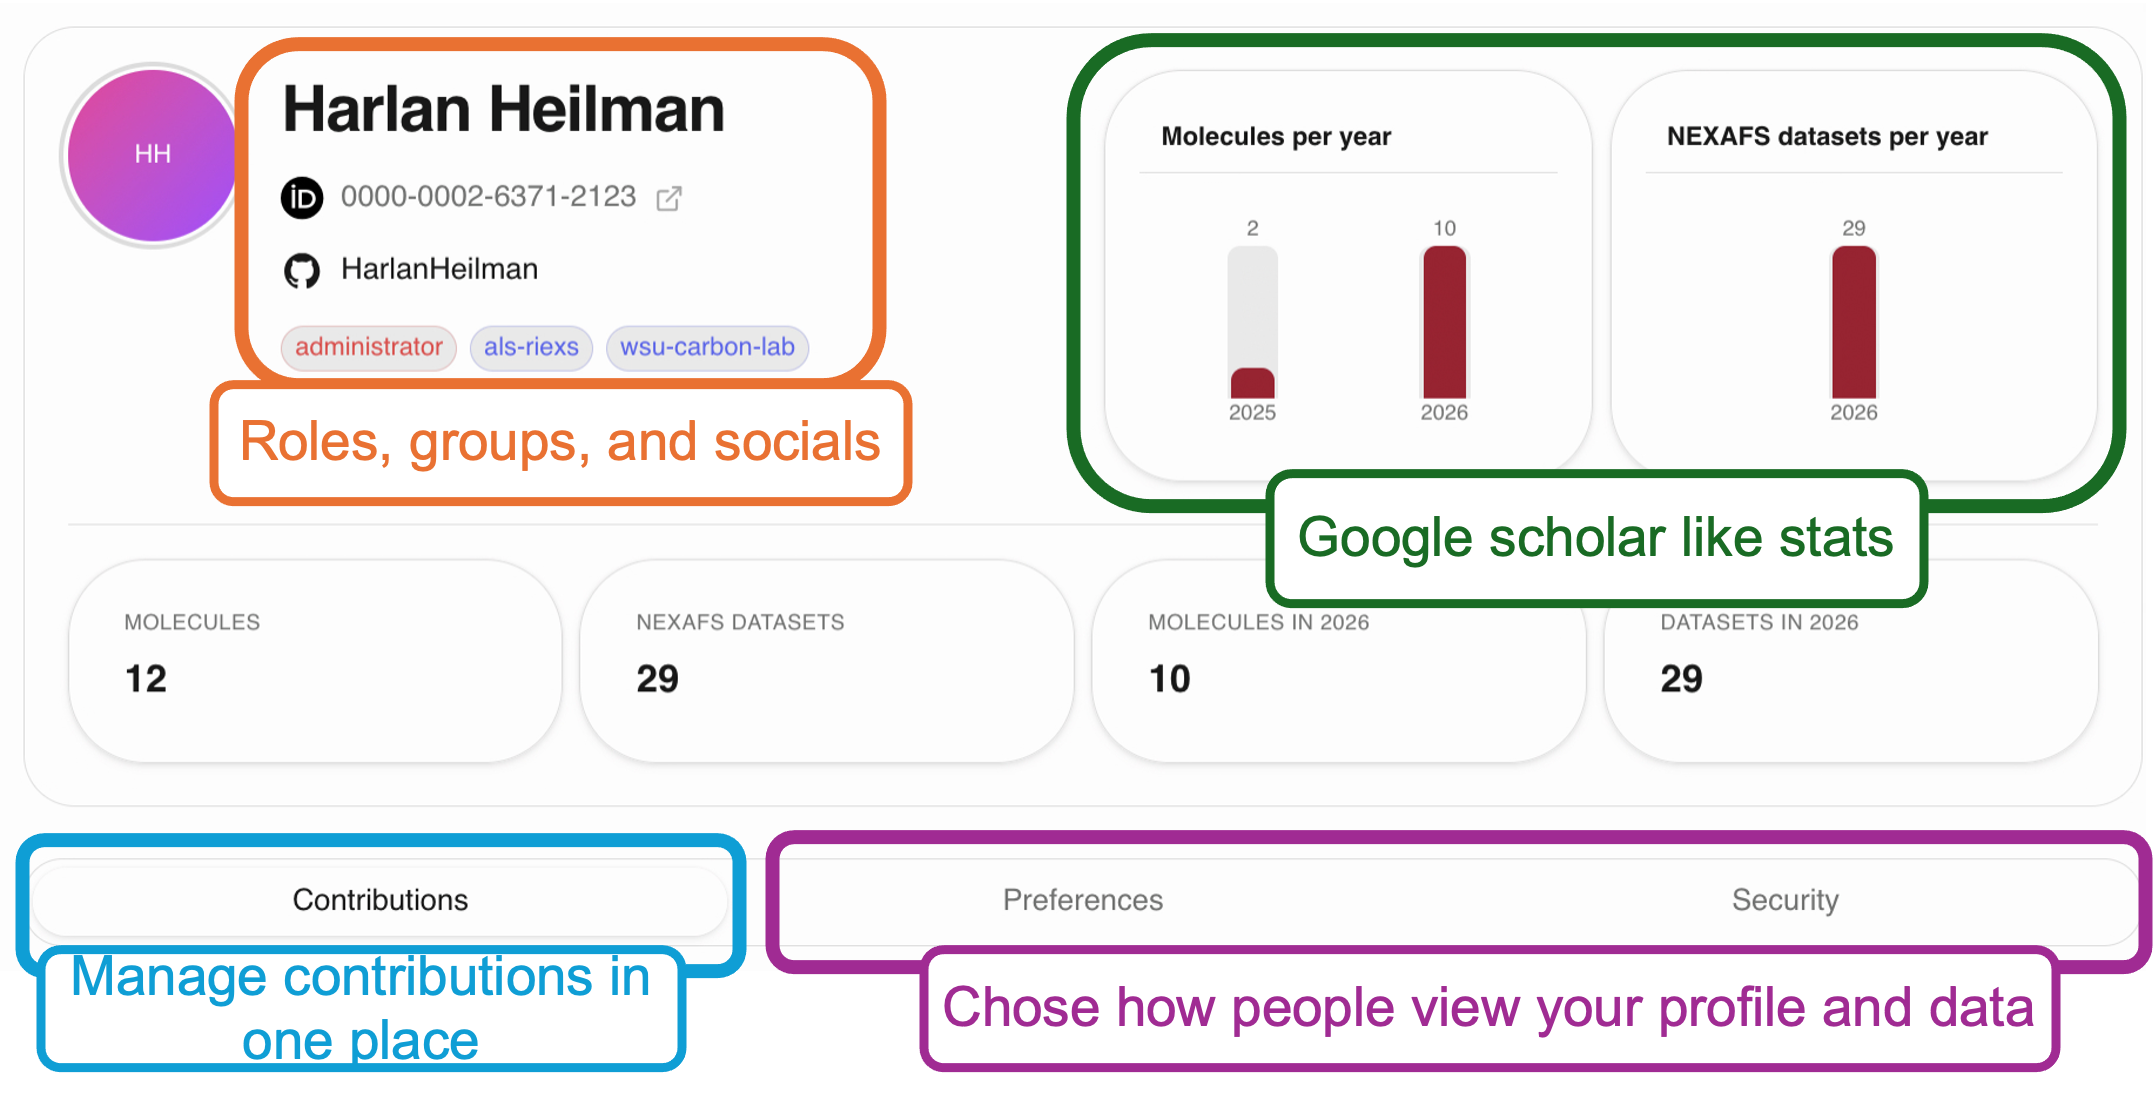 HH
Harlan Heilman
iD 0000-0002-6371-2123
HarlanHeilman
administrator als-riexs wsu-carbon-lab
Roles, groups, and socials
Molecules per year
2 10
2025 2026
NEXAFS datasets per year
29
2026
Google scholar like stats
MOLECULES
12
NEXAFS DATASETS
29
MOLECULES IN 2026
10
DATASETS IN 2026
29
Contributions
Preferences
Security
Manage contributions in
one place
Chose how people view your profile and data